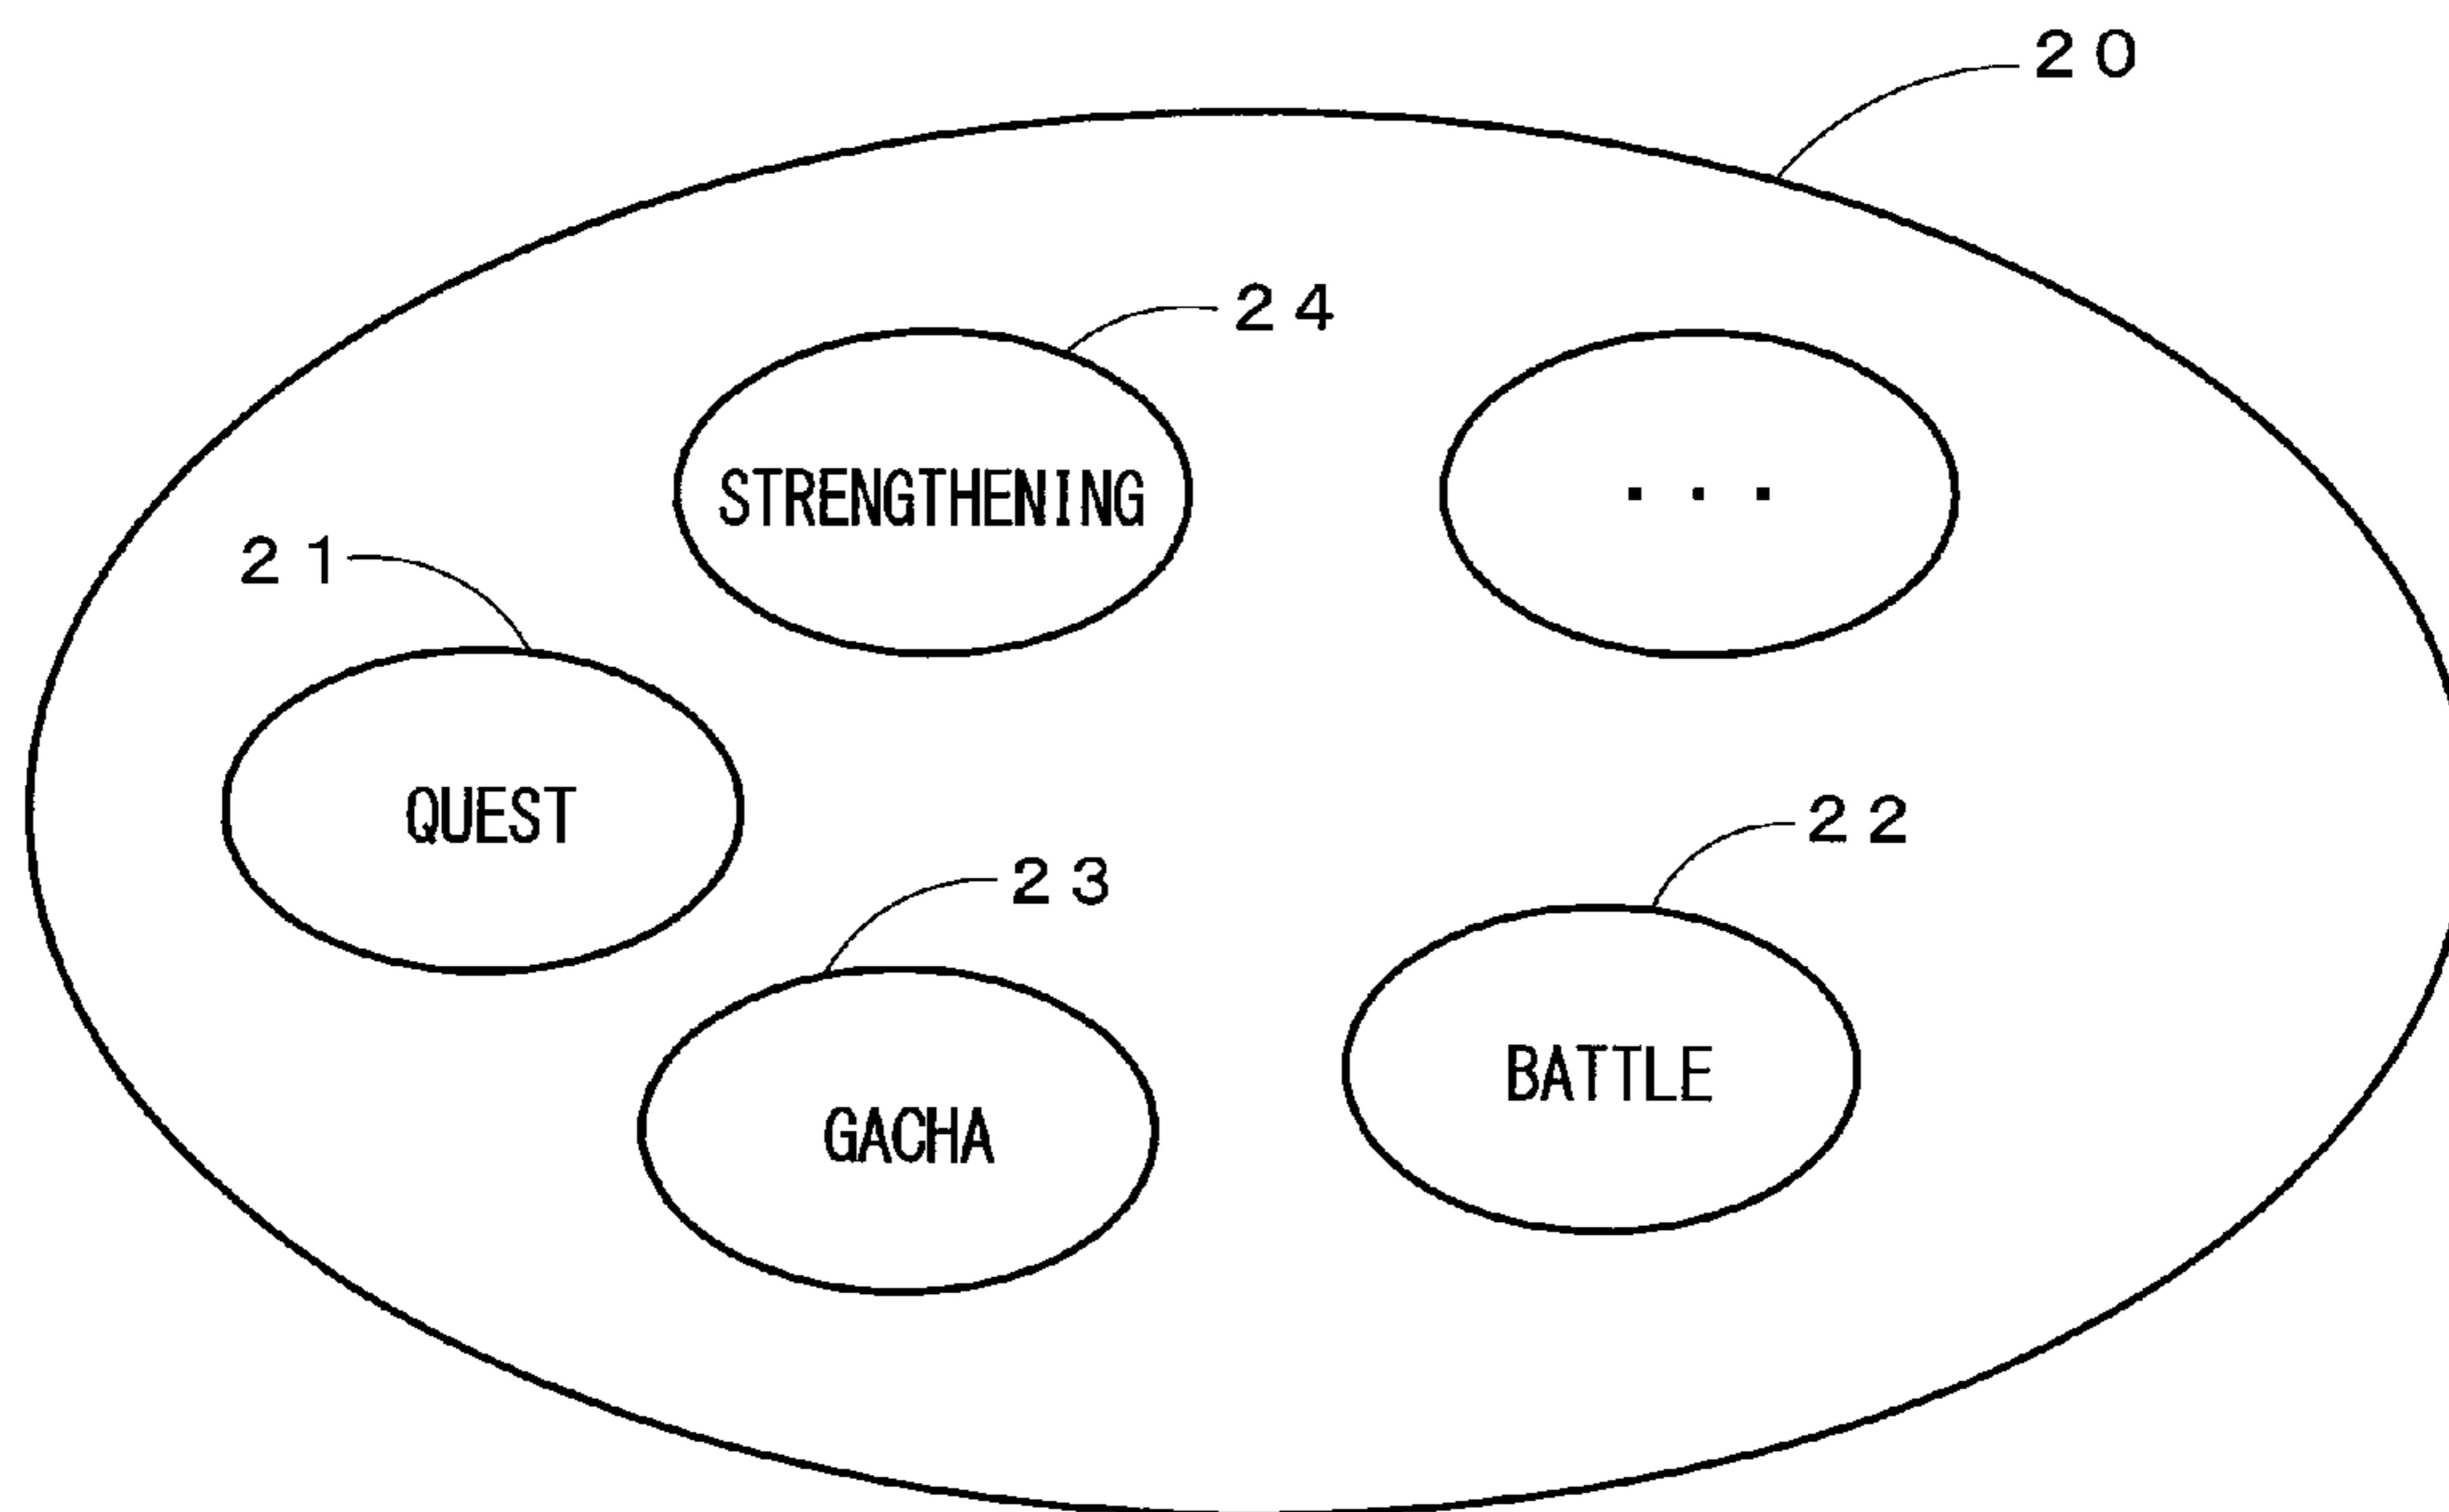 20
24
STRENGTHENING
...
21
QUEST
22
23
BATTLE
GACHA